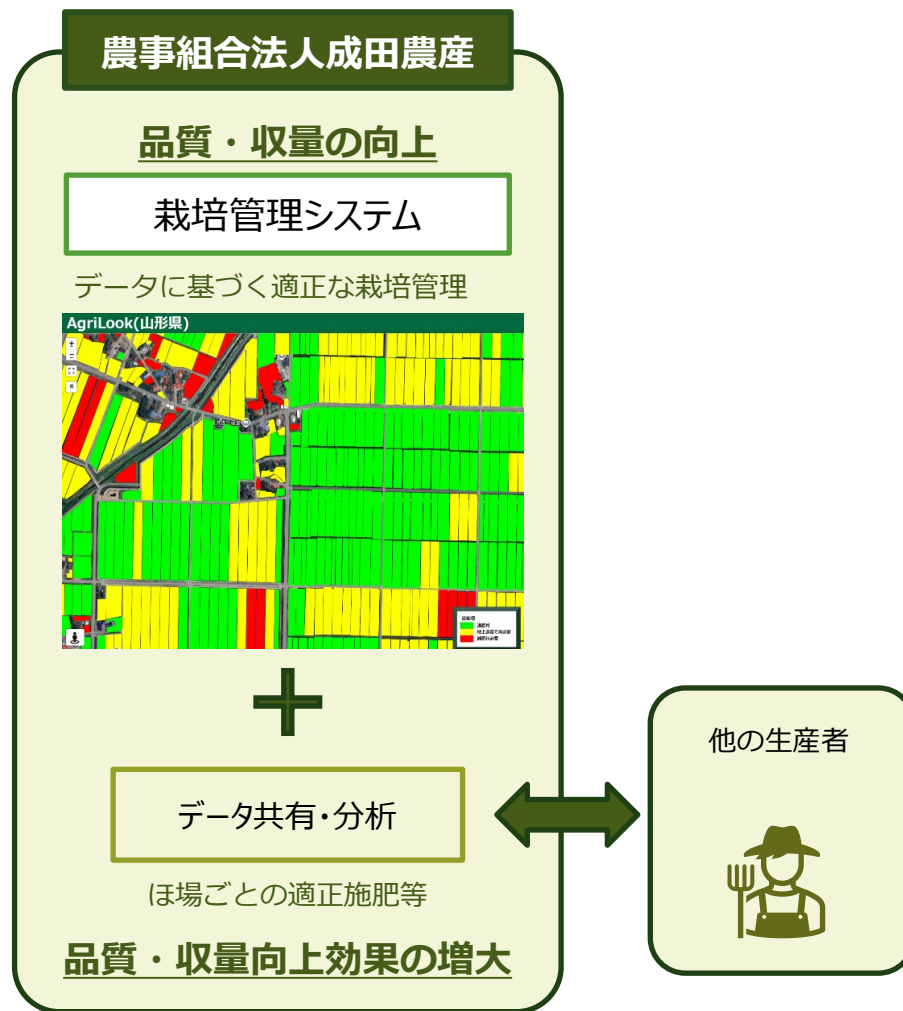 農事組合法人成田農産
品質・収量の向上
栽培管理システム
データに基づく適正な栽培管理
AgriLook(山形県)
データ共有・分析
ほ場ごとの適正施肥等
品質・収量向上効果の増大
他の生産者